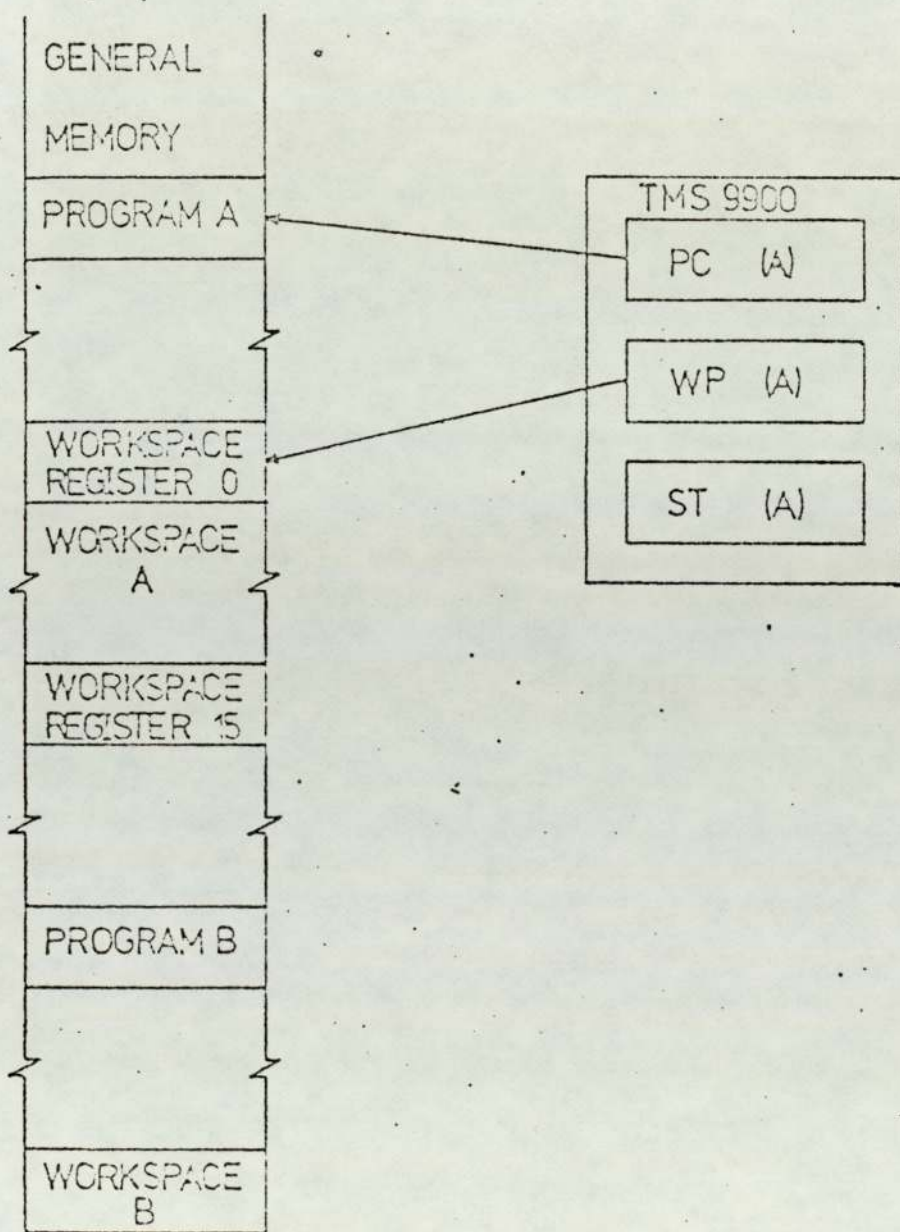 GENERAL
MEMORY
PROGRAM A
WORKSPACE
REGISTER 0
WORKSPACE
A
WORKSPACE
REGISTER 15
PROGRAM B
WORKSPACE
B
TMS 9900
PC (A)
WP (A)
ST (A)